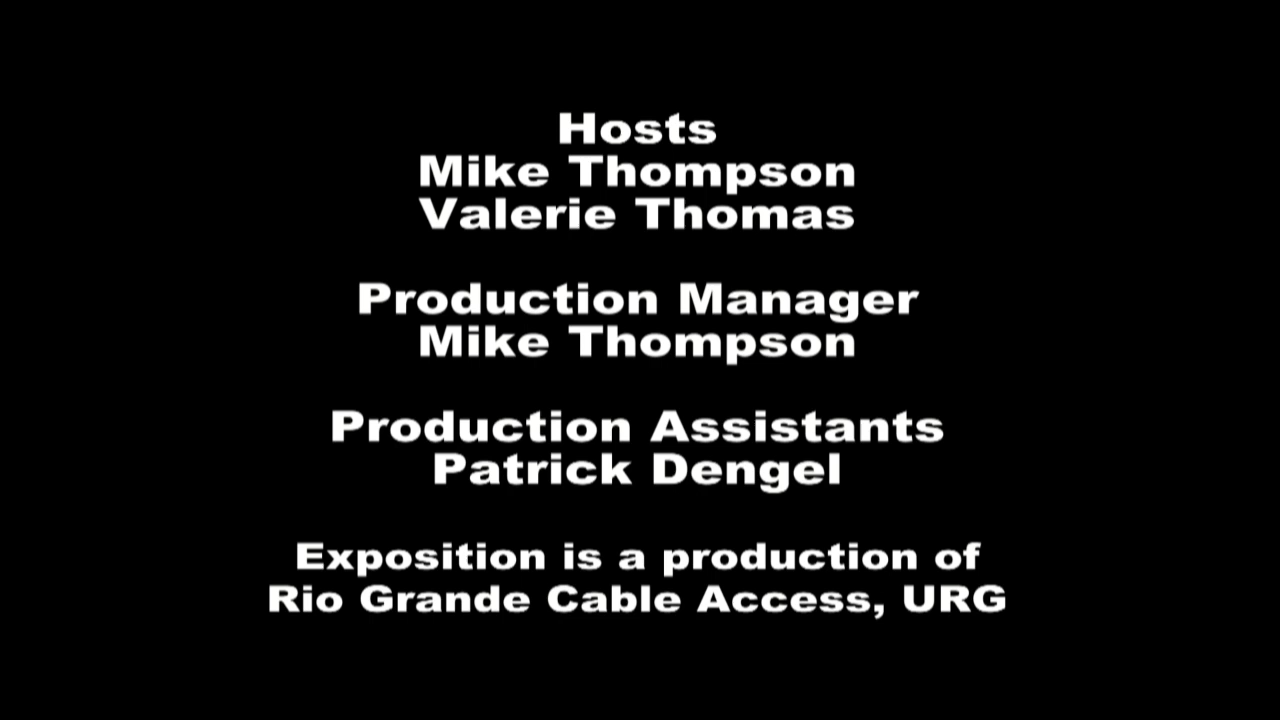 Hosts
Mike Thompson
Valerie Thomas
Production Manager
Mike Thompson
Production Assistants
Patrick Dengel
Exposition is a production of
Rio Grande Cable Access, URG